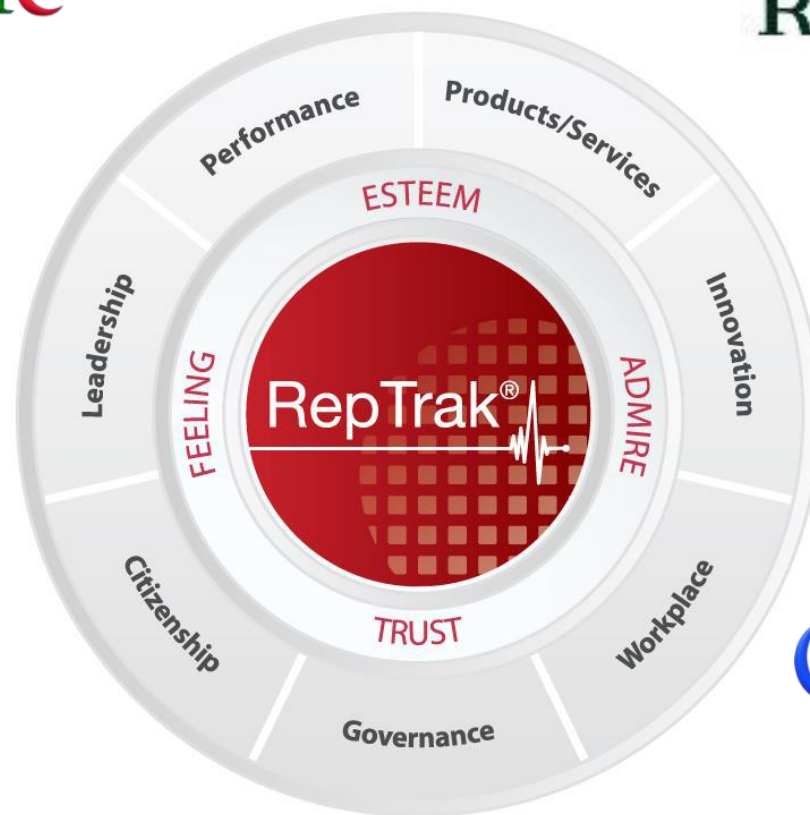 Performance
Products/Services
Innovation
Workplace
Governance
Citizenship
Leadership
ESTEEM
ADMIRE
TRUST
FEELING
RepTrak®